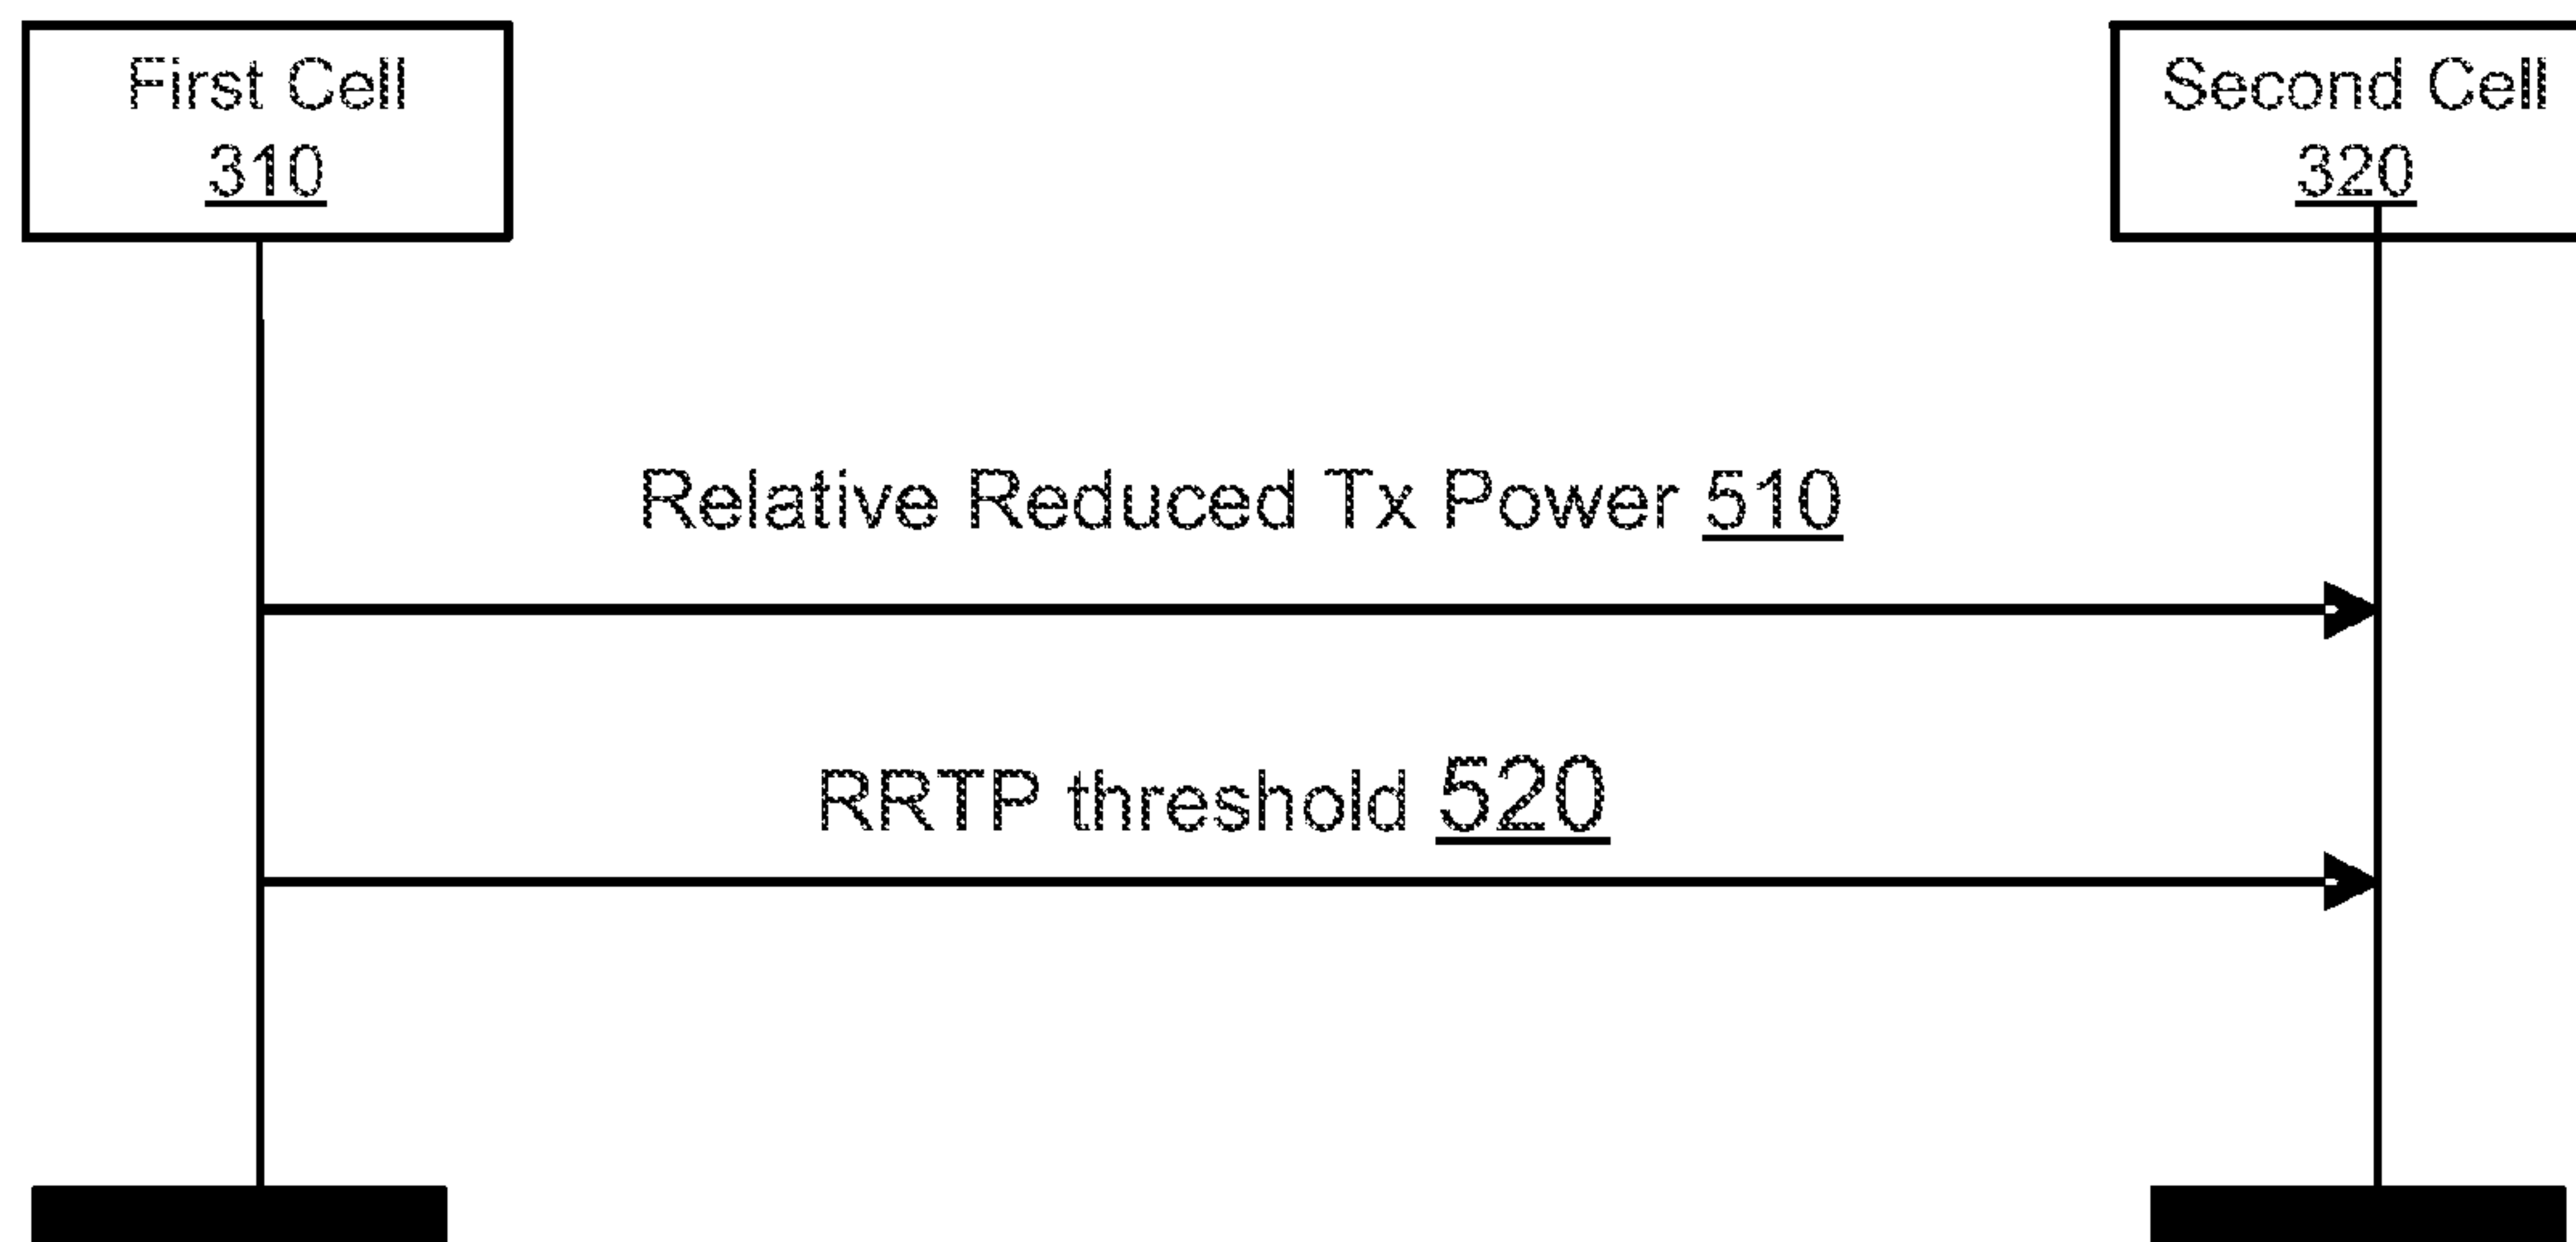 First Cell
310
Second Cell
320
Relative Reduced Tx Power 510
RRTP threshold 520